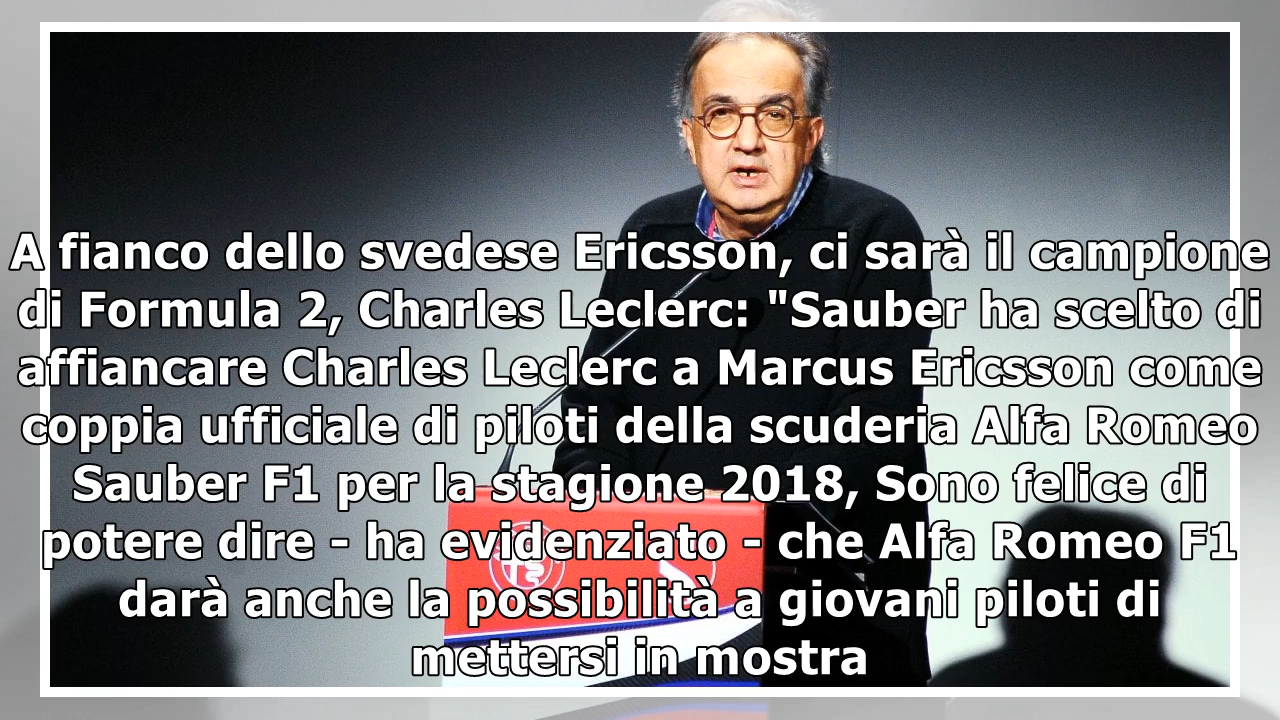 A fianco dello svedese Ericsson, ci sarà il campione
di Formula 2, Charles Leclerc: "Sauber ha scelto di
affiancare Charles Leclerc a Marcus Ericsson come
coppia ufficiale di piloti della scuderia Alfa Romeo
Sauber F1 per la stagione 2018, Sono felice di
potere dire - ha evidenziato - che Alfa Romeo F1
darà anche la possibilità a giovani piloti di
mettersi in mostra